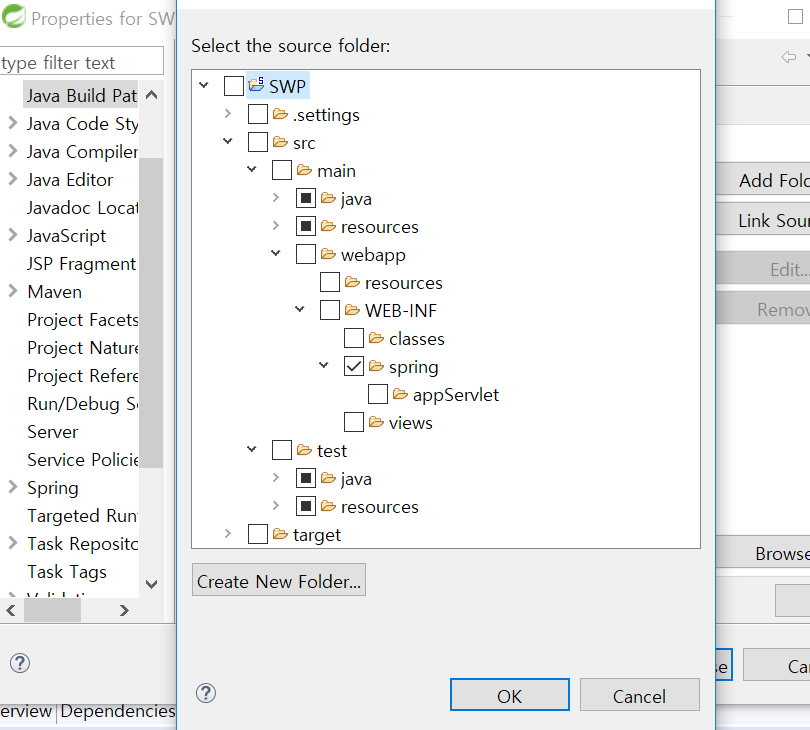 Properties for SW
type filter text
Java Build Pat
Java Code Sty
Java Compiler
Java Editor
Javadoc Locat
JavaScript
JSP Fragment
Maven
Project Facets
Project Nature
Project Refere
Run/Debug Se
Server
Service Policie
Spring
Targeted Run
Task Reposito
Task Tags
Validati
Select the source folder:
SWP
.settings
src
main
java
resources
webapp
resources
WEB-INF
classes
spring
appServlet
views
test
java
resources
target
Create New Folder...
OK
Cancel
Add Fold
Link Sour
Edit...
Remov
Browse
se
Ca
erview
Dependencies